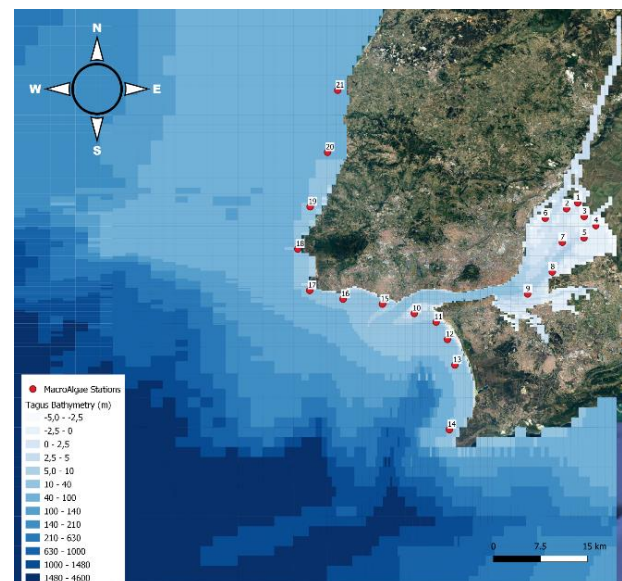 N
W
E
S
21
20
19
18
17
16
15
10
11
12
13
14
1
2
3
4
6
5
7
8
9
MacroAlgae Stations
Tagus Bathymetry (m)
-5,0 - -2,5
-2,5 - 0
0 - 2,5
2,5 - 5
5,0 - 10
10 - 40
40 - 100
100 - 140
140 - 210
210 - 630
630 - 1000
1000 - 1480
1480 - 4600
0 7.5 15 km